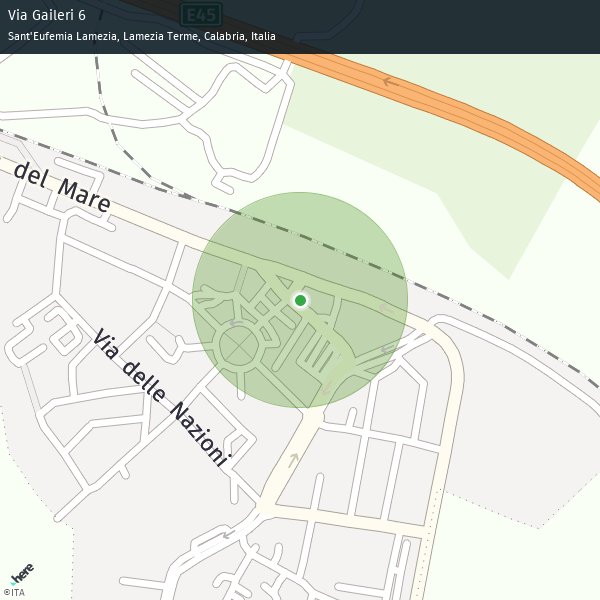 Via Gaileri 6
E45
Sant'Eufemia Lamezia, Lamezia Terme, Calabria, Italia
del Mare
Via delle Nazioni
here
©ITA